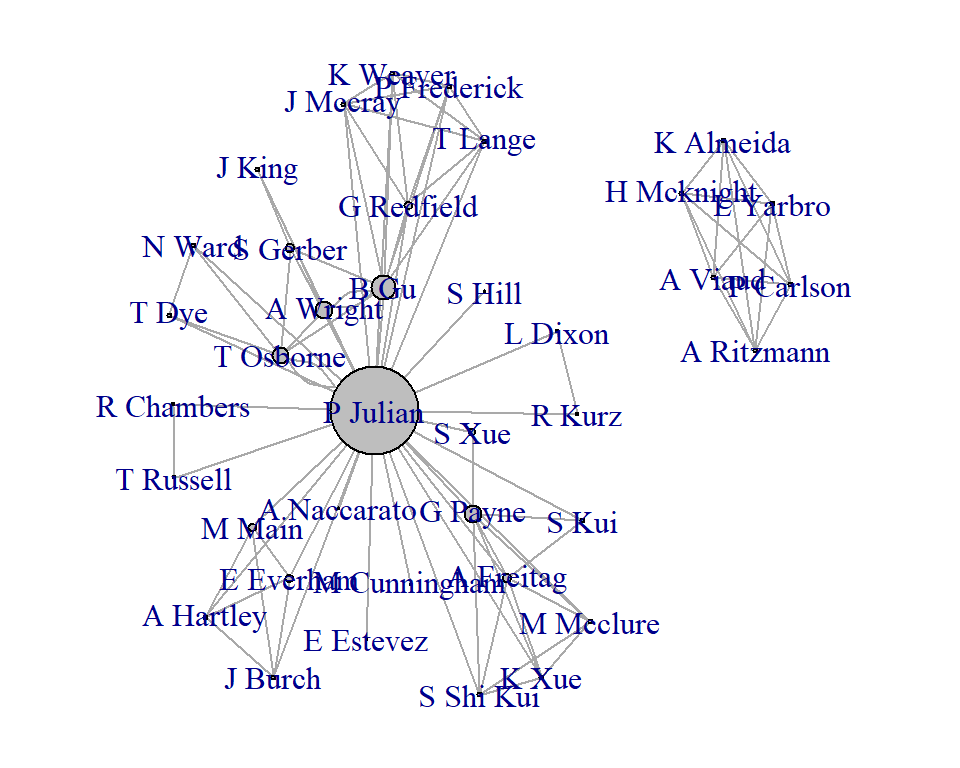 K Weaver
P Frederick
J Mccray
T Lange
K Almeida
J King
H Mcknight
E Yarbro
G Redfield
N Ward
S Gerber
A Viaud
P Carlson
B Gu
S Hill
T Dye
A Wright
L Dixon
T Osborne
A Ritzmann
R Chambers
P Julian
R Kurz
S Xue
T Russell
A Naccarato
G Payne
S Kui
M Main
E Everham
M Cunningham
A Freitag
A Hartley
M Mcclure
E Estevez
J Burch
K Xue
S Shi Kui